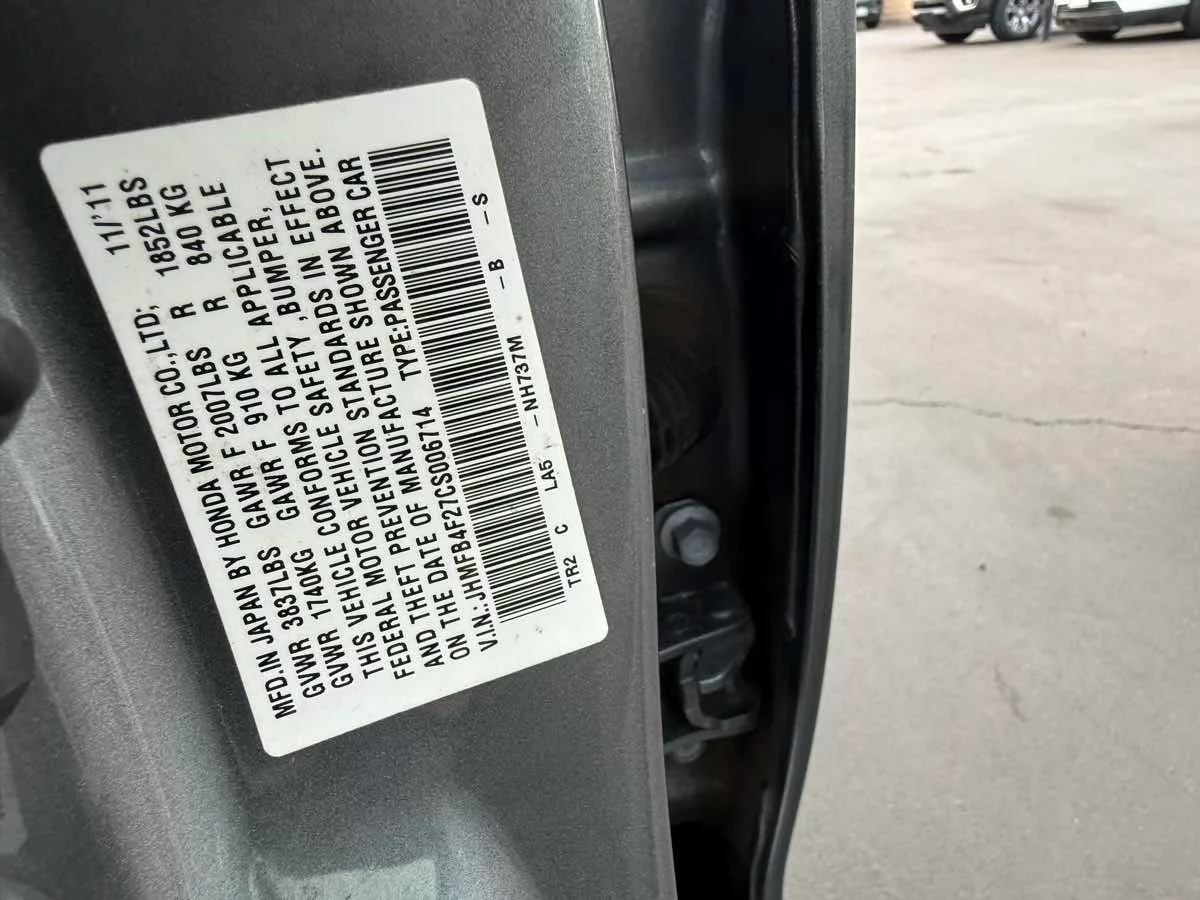 MFD.IN JAPAN BY HONDA MOTOR CO.,LTD; 11/'11
GVWR 3837LBS GAWR F 2007LBS R 1852LBS
GVWR 1740KG GAWR F 910 KG R 840 KG
THIS VEHICLE CONFORMS TO ALL APPLICABLE
FEDERAL MOTOR VEHICLE SAFETY ,BUMPER,
AND THEFT PREVENTION STANDARDS IN EFFECT
ON THE DATE OF MANUFACTURE SHOWN ABOVE.
V.I.N.:JHMFB4F27CS006714 TYPE:PASSENGER CAR
TR2 C LA5 -NH737M -B -S